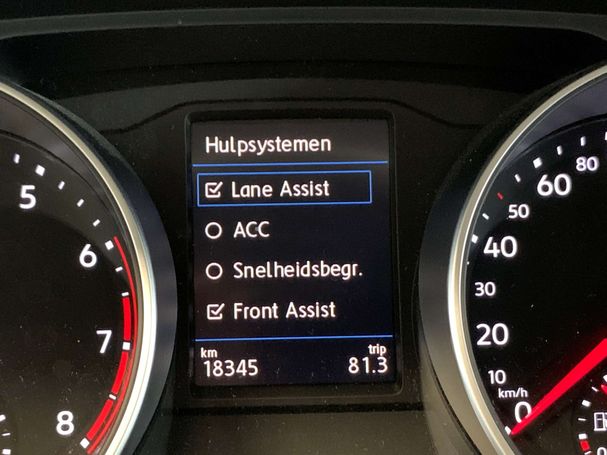 Hulpsystemen
Lane Assist
ACC
Snelheidsbegr.
Front Assist
km
18345
trip
81.3
5
6
7
8
80
60
50
40
30
20
10
km/h
0